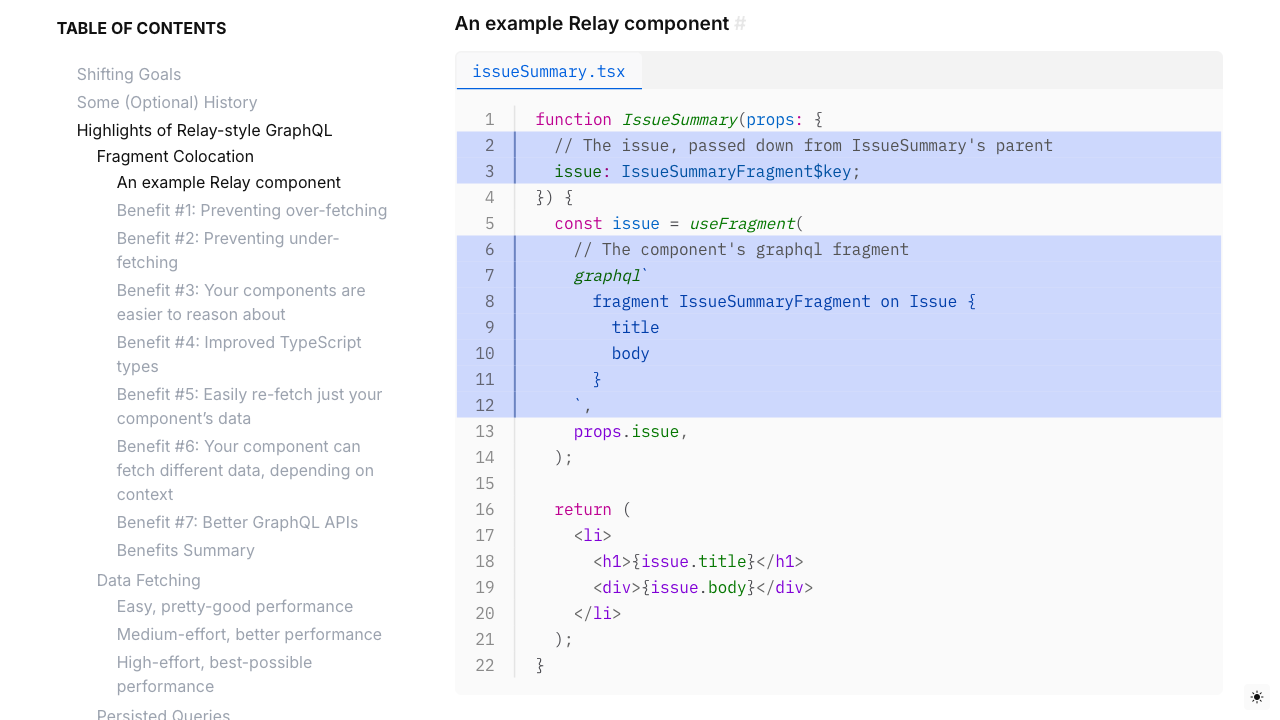 TABLE OF CONTENTS
Shifting Goals
Some (Optional) History
Highlights of Relay-style GraphQL
Fragment Colocation
An example Relay component
Benefit #1: Preventing over-fetching
Benefit #2: Preventing under-
fetching
Benefit #3: Your components are
easier to reason about
Benefit #4: Improved TypeScript
types
Benefit #5: Easily re-fetch just your
component’s data
Benefit #6: Your component can
fetch different data, depending on
context
Benefit #7: Better GraphQL APIs
Benefits Summary
Data Fetching
Easy, pretty-good performance
Medium-effort, better performance
High-effort, best-possible
performance
Persisted Queries
An example Relay component #
issueSummary.tsx
1 function IssueSummary(props: {
2   // The issue, passed down from IssueSummary's parent
3   issue: IssueSummaryFragment$key;
4 }) {
5   const issue = useFragment(
6     // The component's graphql fragment
7     graphql`
8       fragment IssueSummaryFragment on Issue {
9         title
10         body
11       }
12     `,
13     props.issue,
14   );
15
16   return (
17     <li>
18       <h1>{issue.title}</h1>
19       <div>{issue.body}</div>
20     </li>
21   );
22 }